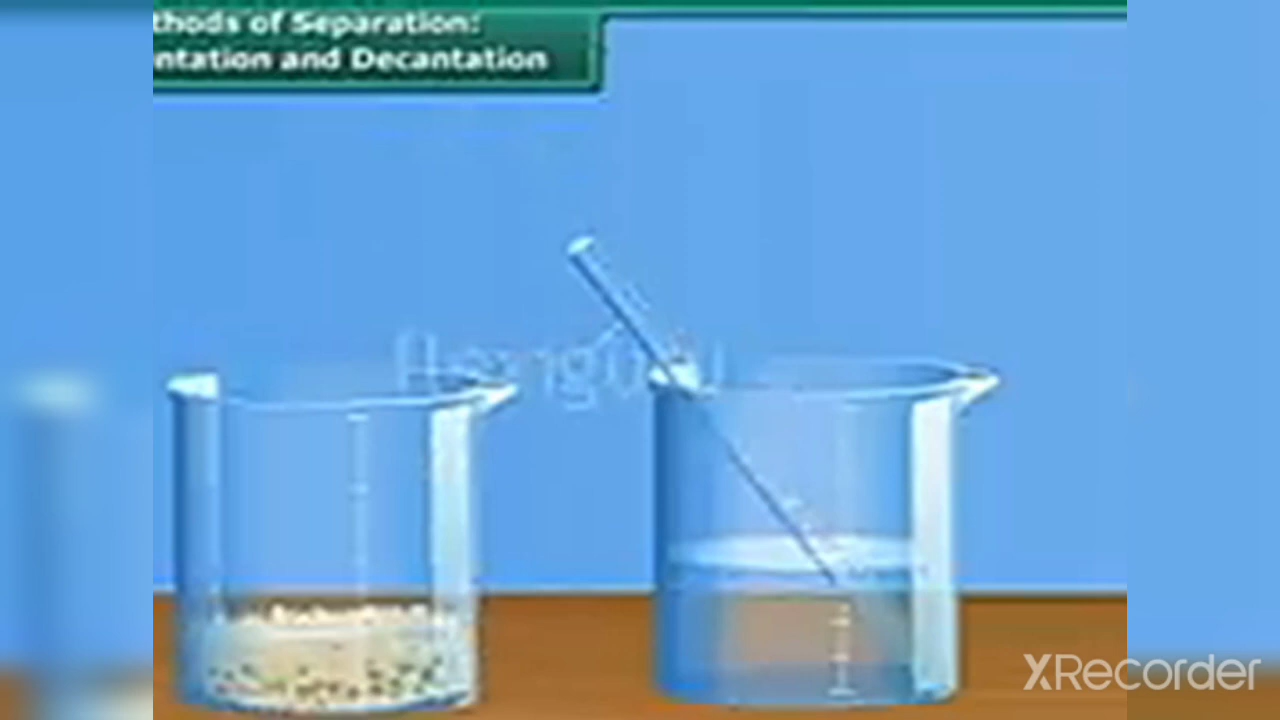 thods of Separation:
ntation and Decantation
XRecorder